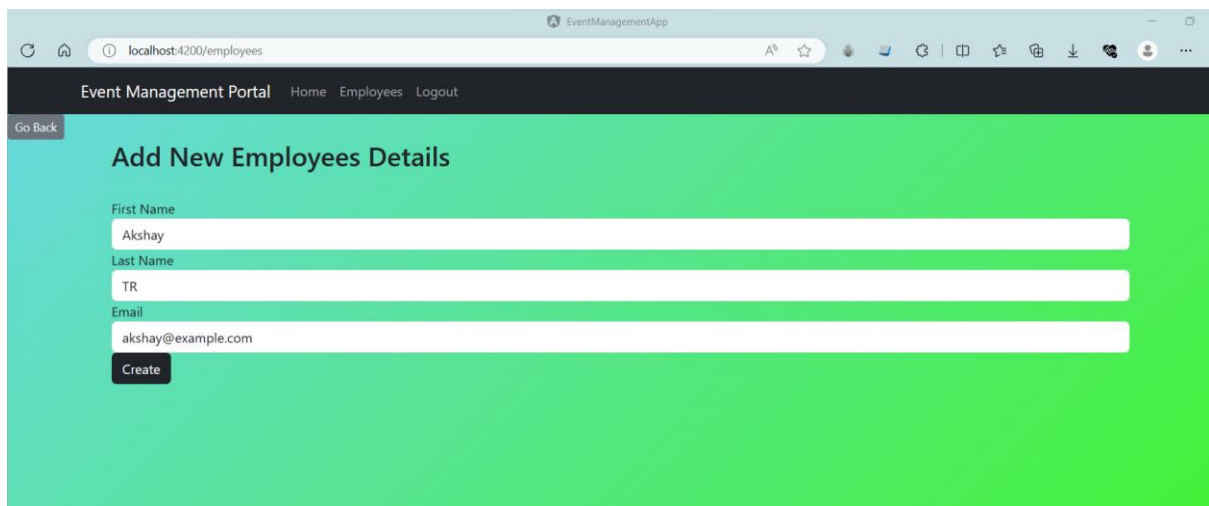 EventManagementApp
localhost:4200/employees
Event Management Portal Home Employees Logout
Go Back
Add New Employees Details
First Name
Akshay
Last Name
TR
Email
akshay@example.com
Create